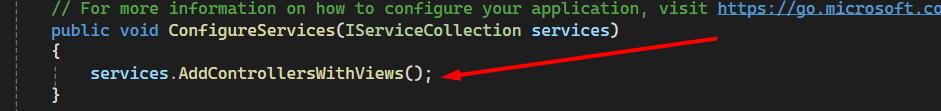 // For more information on how to configure your application, visit https://go.microsoft.co
public void ConfigureServices(IServiceCollection services)
{
services.AddControllersWithViews();
}